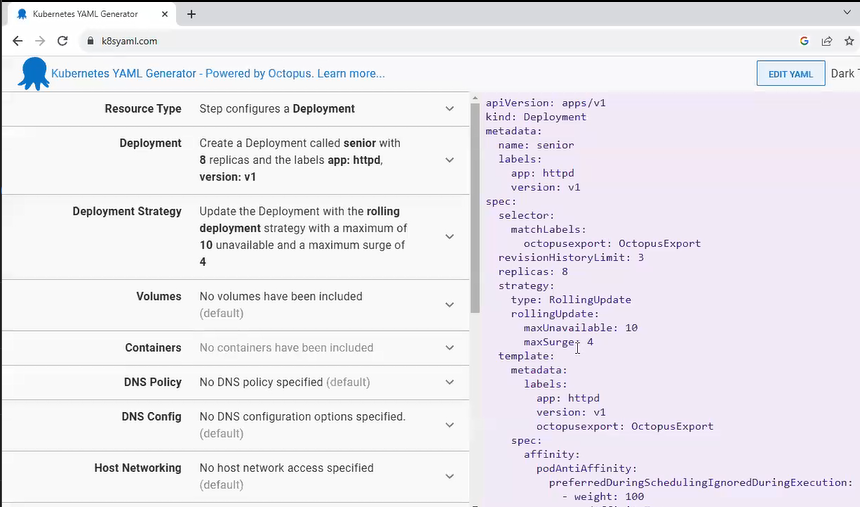 Kubernetes YAML Generator
k8syaml.com
Kubernetes YAML Generator - Powered by Octopus. Learn more...
EDIT YAML
Dark
Resource Type
Step configures a Deployment
Deployment
Create a Deployment called senior with
8 replicas and the labels app: httpd,
version: v1
Deployment Strategy
Update the Deployment with the rolling
deployment strategy with a maximum of
10 unavailable and a maximum surge of
4
Volumes
No volumes have been included
(default)
Containers
No containers have been included
DNS Policy
No DNS policy specified (default)
DNS Config
No DNS configuration options specified.
(default)
Host Networking
No host network access specified
(default)
apiVersion: apps/v1
kind: Deployment
metadata:
name: senior
labels:
app: httpd
version: v1
spec:
selector:
matchLabels:
octopusexport: OctopusExport
revisionHistoryLimit: 3
replicas: 8
strategy:
type: RollingUpdate
rollingUpdate:
maxUnavailable: 10
maxSurge: 4
template:
metadata:
labels:
app: httpd
version: v1
octopusexport: OctopusExport
spec:
affinity:
podAntiAffinity:
preferredDuringSchedulingIgnoredDuringExecution:
- weight: 100